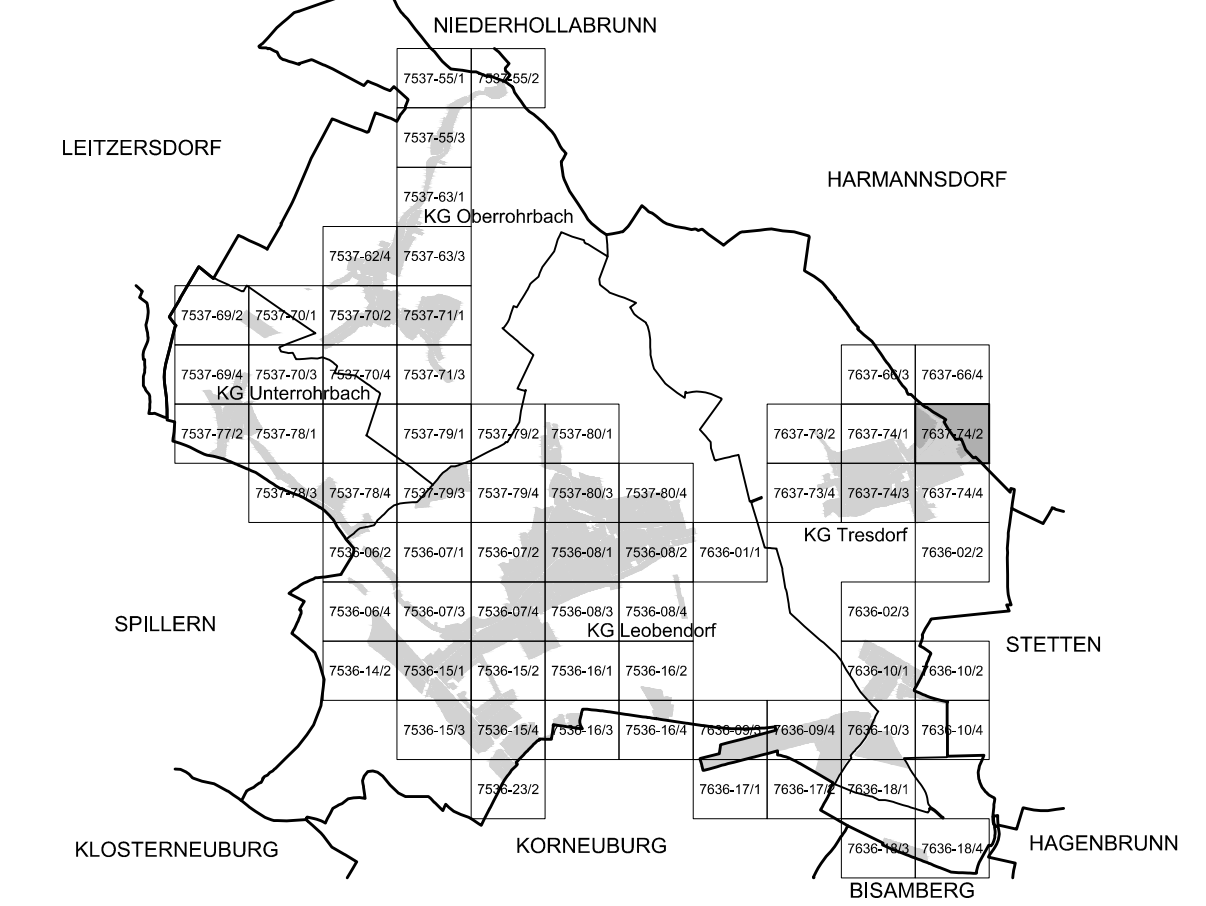 NIEDERHOLLABRUNN
7537-55/1 7537-55/2
LEITZERSDORF
7537-55/3
HARMANNSDORF
7537-63/1
KG Oberrohrbach
7537-62/4 7537-63/3
7537-69/2 7537-70/1 7537-70/2 7537-71/1
7537-69/4 7537-70/3 7537-70/4 7537-71/3 7637-66/3 7637-66/4
KG Unterrohrbach
7537-77/2 7537-78/1 7537-79/1 7537-79/2 7537-80/1 7637-73/2 7637-74/1 7637-74/2
7537-78/3 7537-78/4 7537-79/3 7537-79/4 7537-80/3 7537-80/4 7637-73/4 7637-74/3 7637-74/4
KG Tresdorf
7536-06/2 7536-07/1 7536-07/2 7536-08/1 7536-08/2 7636-01/1 7636-02/2
7536-06/4 7536-07/3 7536-07/4 7536-08/3 7536-08/4 7636-02/3
SPILLERN
KG Leobendorf
STETTEN
7536-14/2 7536-15/1 7536-15/2 7536-16/1 7536-16/2 7636-10/1 7636-10/2
7536-15/3 7536-15/4 7536-16/3 7536-16/4 7636-09/3 7636-09/4 7636-10/3 7636-10/4
7536-23/2 7636-17/1 7636-17/2 7636-18/1
KLOSTERNEUBURG
KORNEUBURG
HAGENBRUNN
7636-18/3 7636-18/4
BISAMBERG